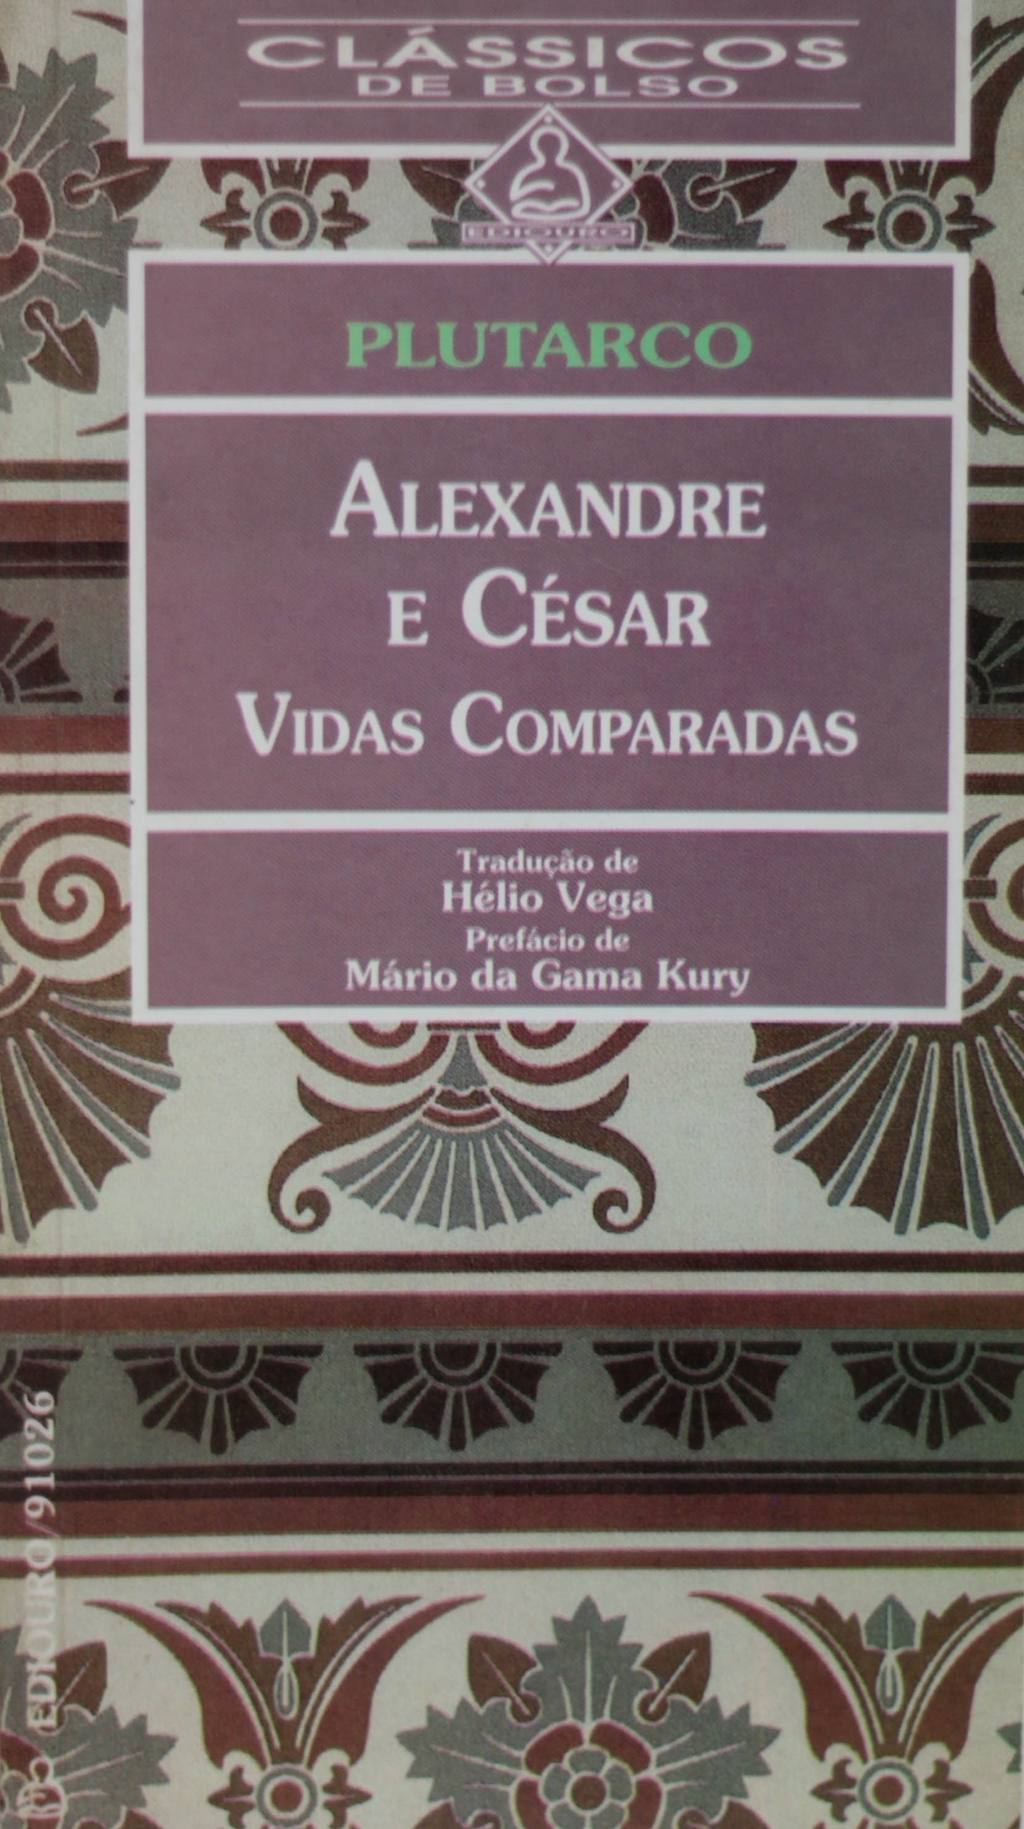 CLÁSSICOS
DE BOLSO
EDIOURO
PLUTARCO
ALEXANDRE
E CÉSAR
VIDAS COMPARADAS
Tradução de
Hélio Vega
Prefácio de
Mário da Gama Kury
EDIOURO/91026